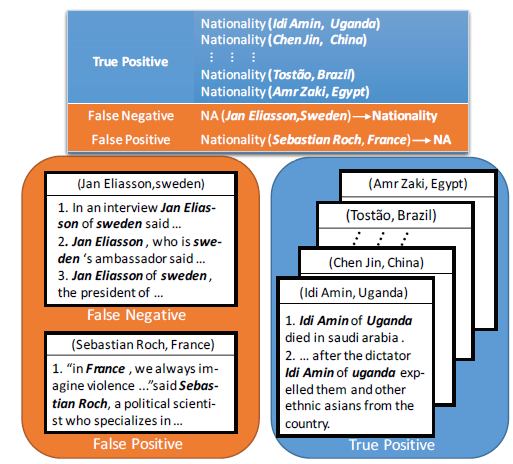 True Positive
Nationality (Idi Amin, Uganda)
Nationality (Chen Jin, China)
⋮ ⋮ ⋮
Nationality (Tostão, Brazil)
Nationality (Amr Zaki, Egypt)
False Negative NA (Jan Eliasson,Sweden)→Nationality
False Positive Nationality (Sebastian Roch, France)→NA
(Jan Eliasson,sweden)
1. In an interview Jan Elias-
son of sweden said ...
2. Jan Eliasson , who is swe-
den 's ambassador said ...
3. Jan Eliasson of sweden ,
the president of ...
False Negative
(Sebastian Roch, France)
1. “in France , we always im-
agine violence ...”said Sebas-
tian Roch, a political scienti-
st who specializes in ...
False Positive
(Amr Zaki, Egypt)
(Tostão, Brazil)
(Chen Jin, China)
(Idi Amin, Uganda)
1. Idi Amin of Uganda
died in saudi arabia .
2. ... after the dictator
Idi Amin of uganda exp-
elled them and other
ethnic asians from the
country.
True Positive